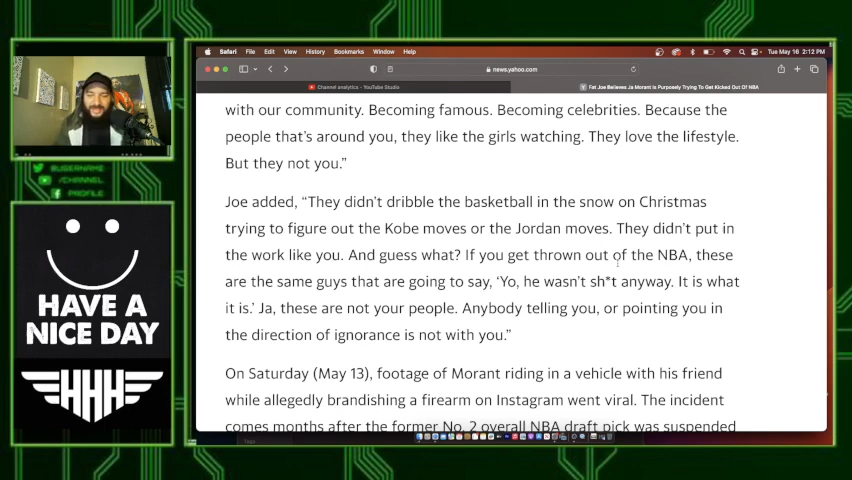 Safari File Edit View History Bookmarks Window Help
Tue May 16 2:12 PM
news.yahoo.com
Channel analytics - YouTube Studio
Fat Joe Believes Ja Morant Is Purposely Trying To Get Kicked Out Of NBA
with our community. Becoming famous. Becoming celebrities. Because the
people that's around you, they like the girls watching. They love the lifestyle.
But they not you.”
Joe added, “They didn't dribble the basketball in the snow on Christmas
trying to figure out the Kobe moves or the Jordan moves. They didn't put in
the work like you. And guess what? If you get thrown out of the NBA, these
are the same guys that are going to say, ‘Yo, he wasn't sh*t anyway. It is what
it is.’ Ja, these are not your people. Anybody telling you, or pointing you in
the direction of ignorance is not with you.”
On Saturday (May 13), footage of Morant riding in a vehicle with his friend
while allegedly brandishing a firearm on Instagram went viral. The incident
comes months after the former No. 2 overall NBA draft pick was suspended
Tags
@USERNAME
/CHANNEL
PROFILE
HAVE A
NICE DAY
HHH